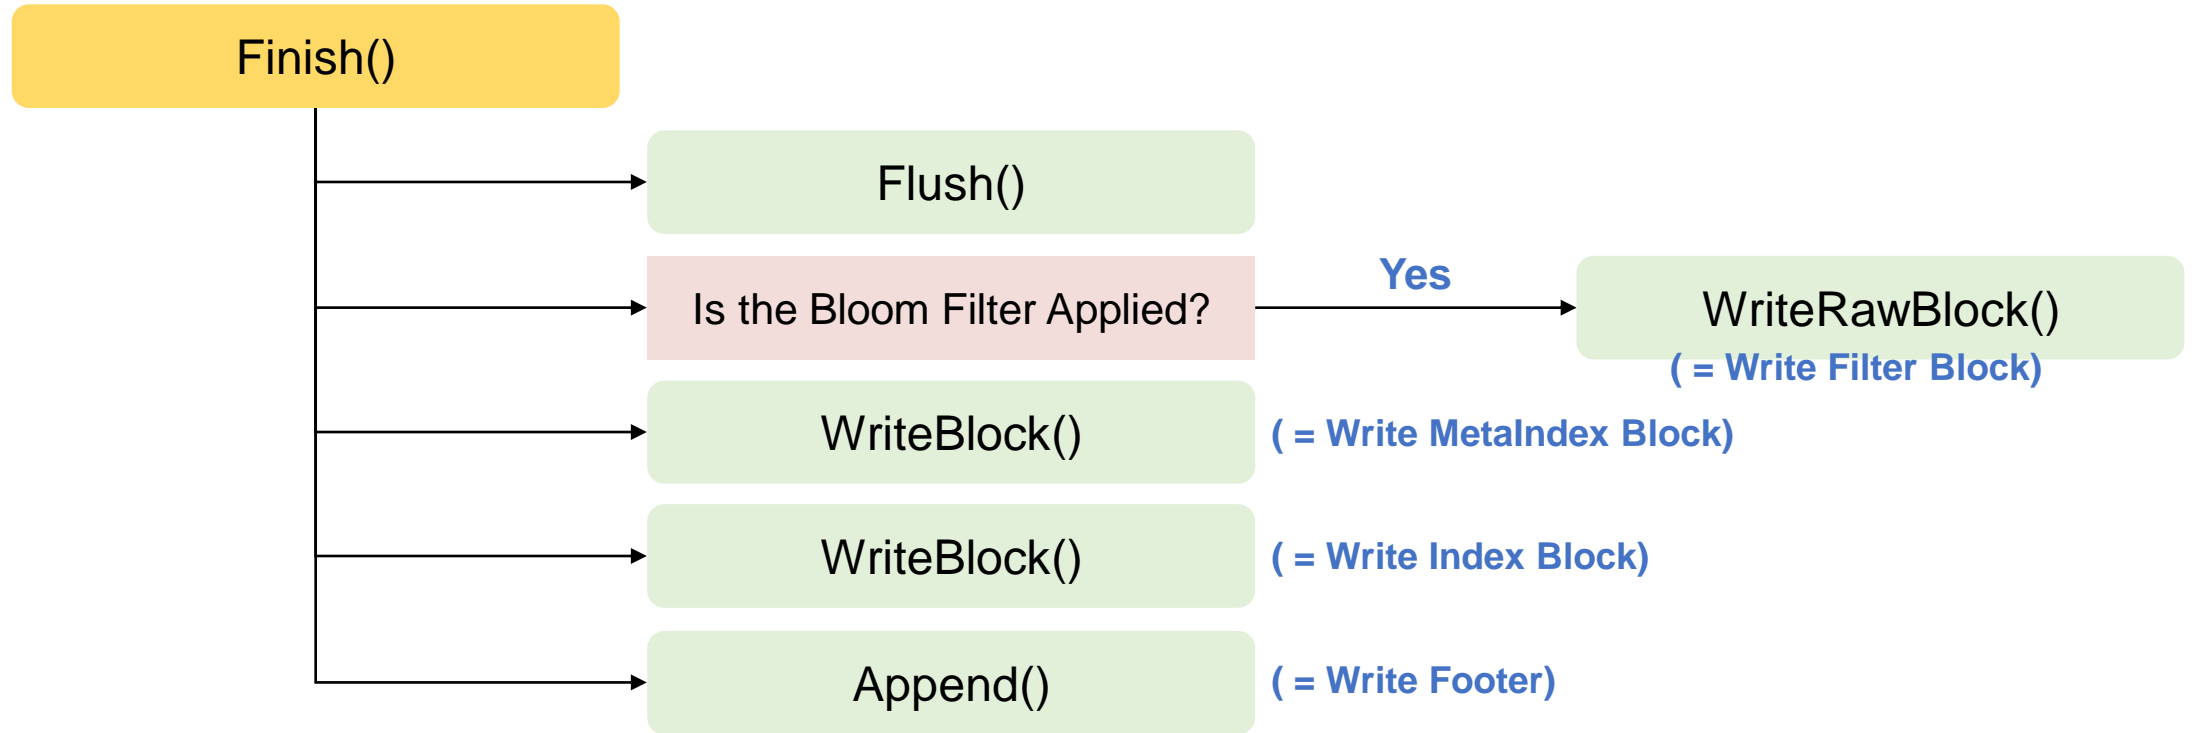 Finish()
Flush()
Is the Bloom Filter Applied?
Yes
WriteRawBlock()
( = Write Filter Block)
WriteBlock()
( = Write MetaIndex Block)
WriteBlock()
( = Write Index Block)
Append()
( = Write Footer)